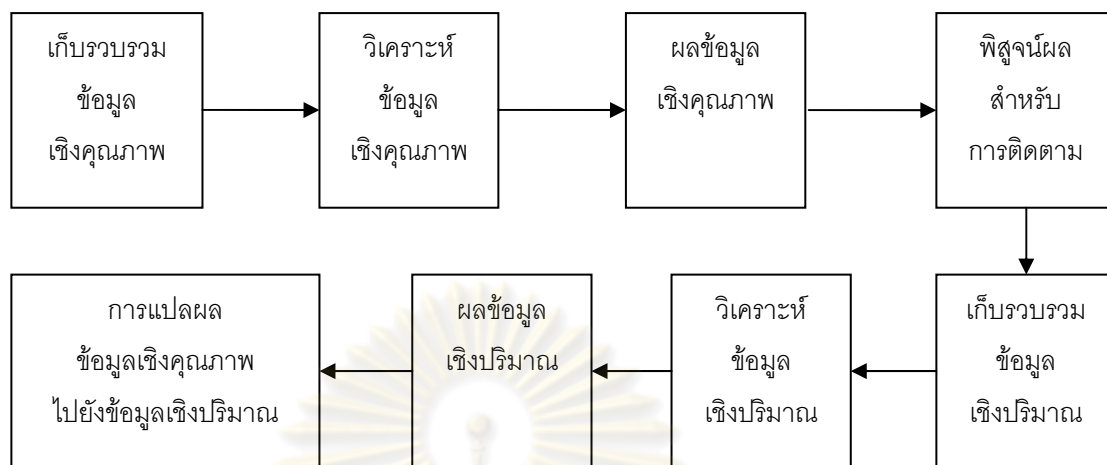 เก็บรวบรวม
ข้อมูล
เชิงคุณภาพ
วิเคราะห์
ข้อมูล
เชิงคุณภาพ
ผลข้อมูล
เชิงคุณภาพ
พิสูจน์ผล
สำหรับ
การติดตาม
การแปลผล
ข้อมูลเชิงคุณภาพ
ไปยังข้อมูลเชิงปริมาณ
ผลข้อมูล
เชิงปริมาณ
วิเคราะห์
ข้อมูล
เชิงปริมาณ
เก็บรวบรวม
ข้อมูล
เชิงปริมาณ